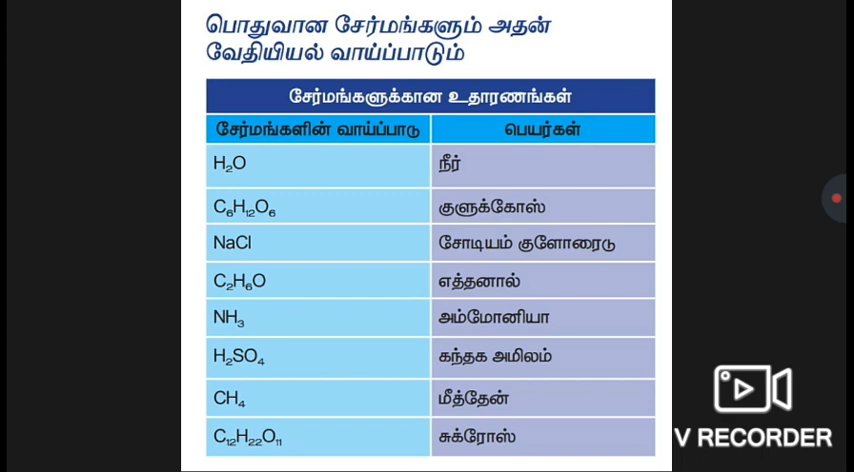 பொதுவான சேர்மங்களும் அதன்
வேதியியல் வாய்ப்பாடும்
சேர்மங்களுக்கான உதாரணங்கள்
சேர்மங்களின் வாய்ப்பாடு பெயர்கள்
H₂O நீர்
C₆H₁₂O₆ குளுக்கோஸ்
NaCl சோடியம் குளோரைடு
C₂H₆O எத்தனால்
NH₃ அம்மோனியா
H₂SO₄ கந்தக அமிலம்
CH₄ மீத்தேன்
C₁₂H₂₂O₁₁ சுக்ரோஸ்
V RECORDER